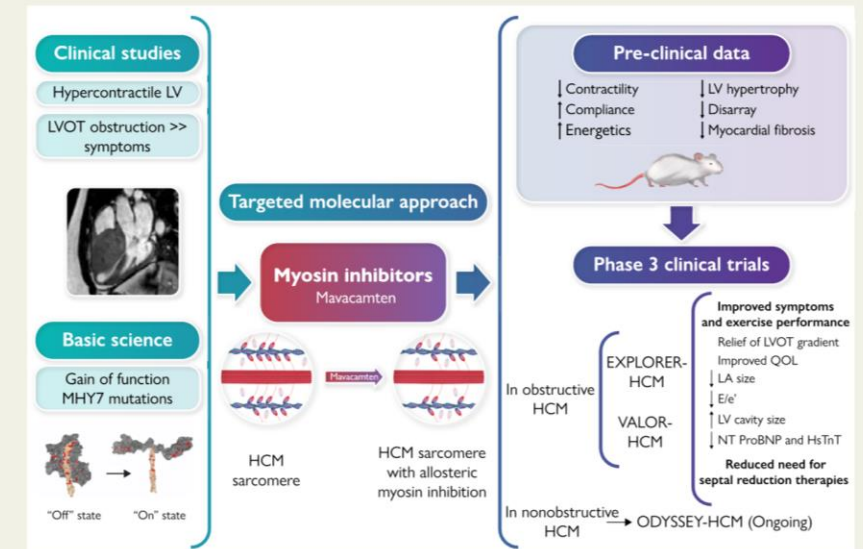 Clinical studies
Hypercontractile LV
LVOT obstruction >>
symptoms
Basic science
Gain of function
MHY7 mutations
"Off" state
"On" state
Targeted molecular approach
Myosin inhibitors
Mavacamten
Mavacamten
HCM
sarcomere
HCM sarcomere
with allosteric
myosin inhibition
Pre-clinical data
↓ Contractility
↑ Compliance
↑ Energetics
↓ LV hypertrophy
↓ Disarray
↓ Myocardial fibrosis
Phase 3 clinical trials
In obstructive
HCM
EXPLORER-
HCM
VALOR-
HCM
Improved symptoms
and exercise performance
Relief of LVOT gradient
Improved QOL
↓ LA size
↓ E/e'
↑ LV cavity size
↓ NT ProBNP and HsTnT
Reduced need for
septal reduction therapies
In nonobstructive
HCM
→ ODYSSEY-HCM (Ongoing)